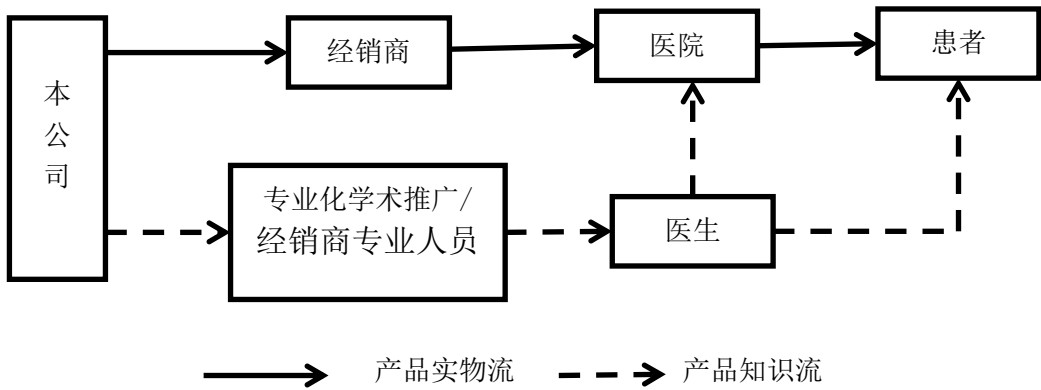 本公司
经销商
医院
患者
专业化学术推广/
经销商专业人员
医生
产品实物流
产品知识流